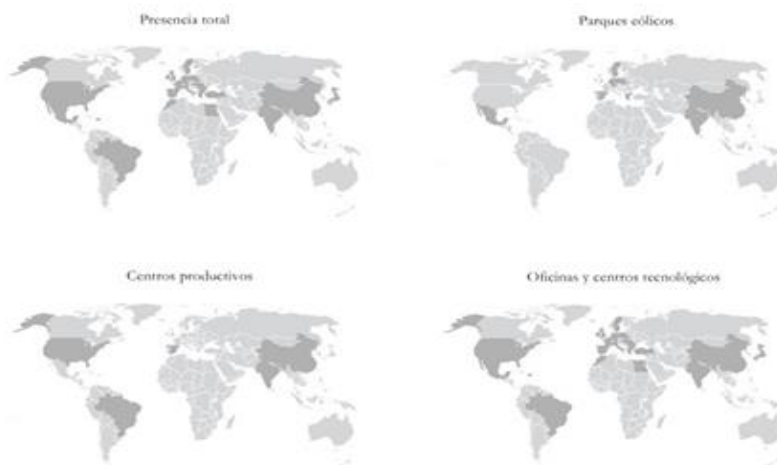 Presencia total
Parques eólicos
Centros productivos
Oficinas y centros tecnológicos